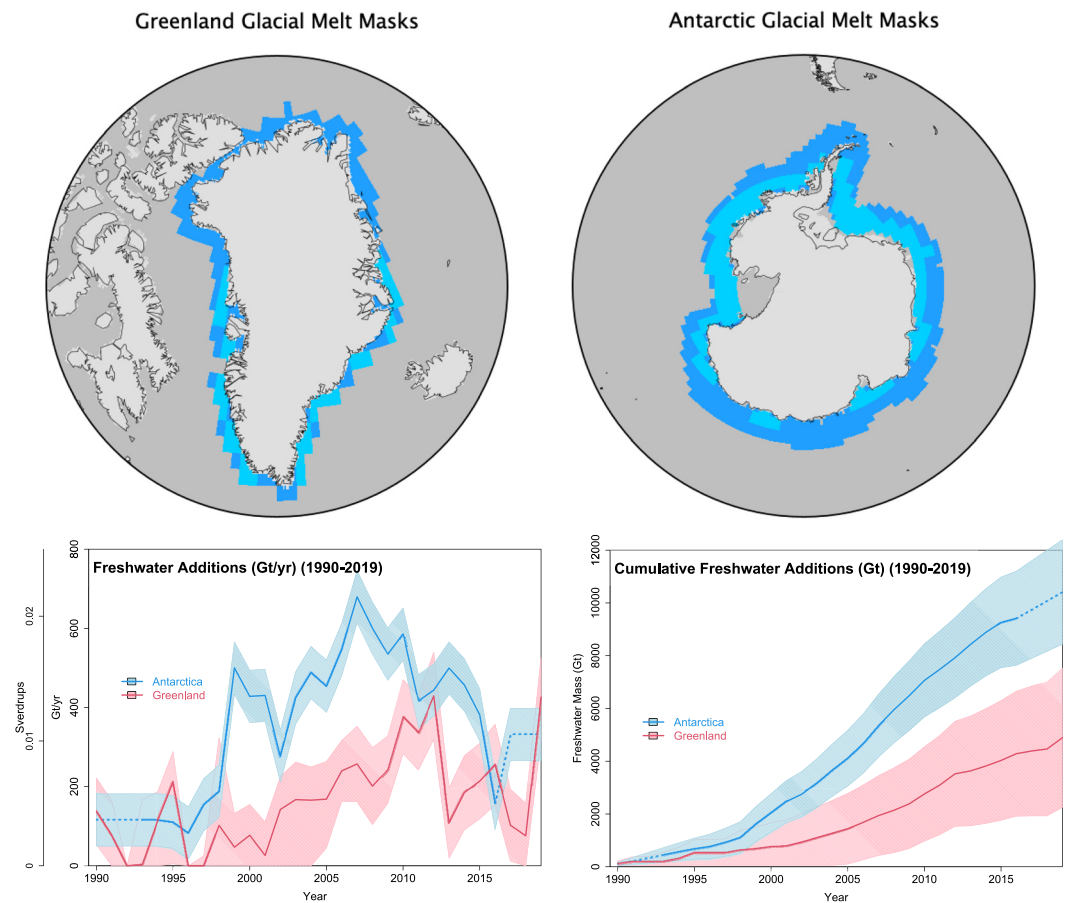 Greenland Glacial Melt Masks
Antarctic Glacial Melt Masks
Freshwater Additions (Gt/yr) (1990-2019)
Sverdrups
0
0.01
0.02
Gt/yr
0
200
400
600
800
Antarctica
Greenland
1990
1995
2000
2005
2010
2015
Year
Cumulative Freshwater Additions (Gt) (1990-2019)
Freshwater Mass (Gt)
0
2000
4000
6000
8000
10000
12000
Antarctica
Greenland
1990
1995
2000
2005
2010
2015
Year